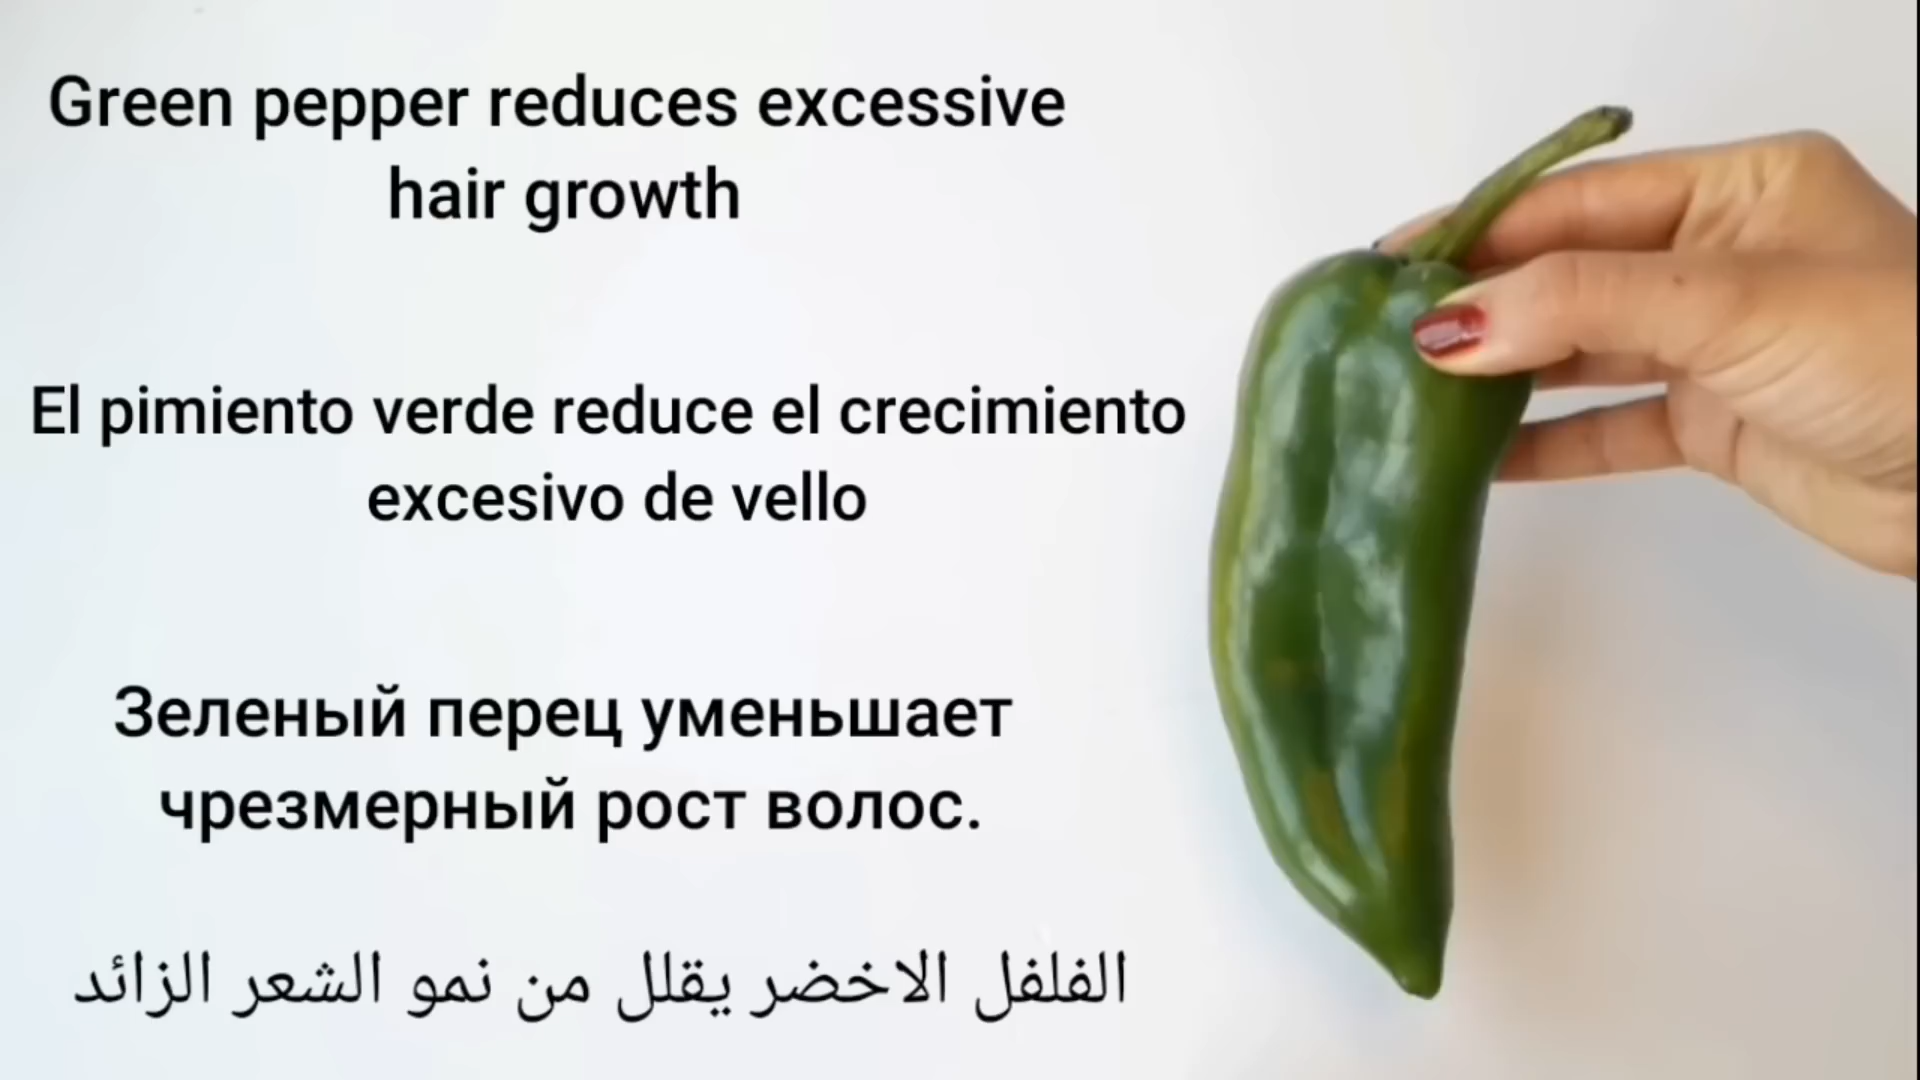 Green pepper reduces excessive
hair growth
El pimiento verde reduce el crecimiento
excesivo de vello
Зеленый перец уменьшает
чрезмерный рост волос.
الفلفل الاخضر يقلل من نمو الشعر الزائد